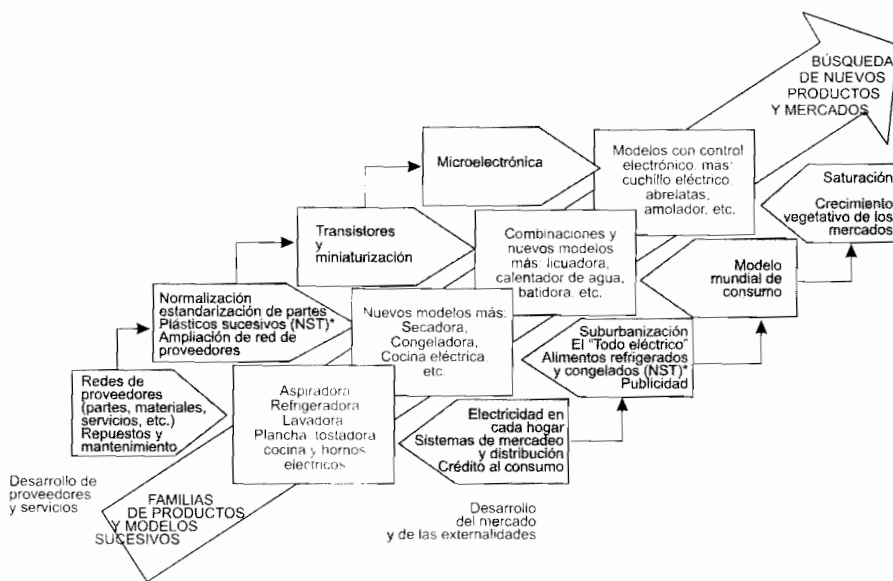 BÚSQUEDA
DE NUEVOS
PRODUCTOS
Y MERCADOS
Microelectrónica
Modelos con control
electrónico, más:
cuchillo eléctrico,
abrelatas,
amolador, etc.
Saturación
Crecimiento
vegetativo de los
mercados
Transistores
y
miniaturización
Combinaciones y
nuevos modelos
más: licuadora,
calentador de agua,
batidora, etc.
Modelo
mundial de
consumo
Normalización
estandarización de partes
Plásticos sucesivos (NST)*
Ampliación de red de
proveedores
Nuevos modelos más:
Secadora,
Congeladora,
Cocina eléctrica,
etc.
Suburbanización
El "Todo eléctrico"
Alimentos refrigerados
y congelados (NST)*
Publicidad
Redes de
proveedores
(partes, materiales,
servicios, etc.)
Repuestos y
mantenimiento
Aspiradora
Refrigeradora
Lavadora
Plancha, tostadora
cocina y hornos
eléctricos
Electricidad en
cada hogar
Sistemas de mercadeo
y distribución
Crédito al consumo
Desarrollo de
proveedores
y servicios
FAMILIAS
DE PRODUCTOS
Y MODELOS
SUCESIVOS
Desarrollo
del mercado
y de las externalidades